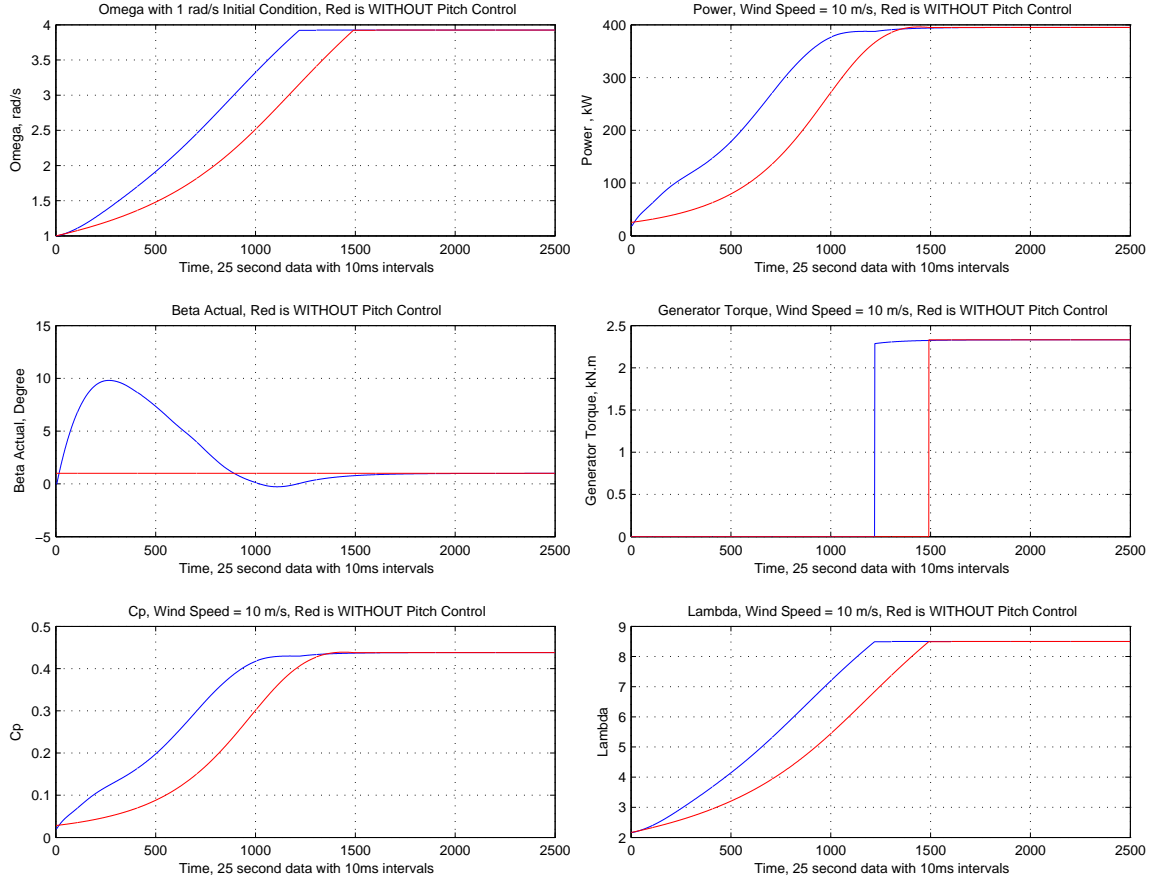 Omega with 1 rad/s Initial Condition, Red is WITHOUT Pitch Control
4
3.5
3
2.5
2
1.5
1
Omega, rad/s
0 500 1000 1500 2000 2500
Time, 25 second data with 10ms intervals
Power, Wind Speed = 10 m/s, Red is WITHOUT Pitch Control
400
300
200
100
0
Power , kW
0 500 1000 1500 2000 2500
Time, 25 second data with 10ms intervals
Beta Actual, Red is WITHOUT Pitch Control
15
10
5
0
−5
Beta Actual, Degree
0 500 1000 1500 2000 2500
Time, 25 second data with 10ms intervals
Generator Torque, Wind Speed = 10 m/s, Red is WITHOUT Pitch Control
2.5
2
1.5
1
0.5
0
Generator Torque, kN.m
0 500 1000 1500 2000 2500
Time, 25 second data with 10ms intervals
Cp, Wind Speed = 10 m/s, Red is WITHOUT Pitch Control
0.5
0.4
0.3
0.2
0.1
0
Cp
0 500 1000 1500 2000 2500
Time, 25 second data with 10ms intervals
Lambda, Wind Speed = 10 m/s, Red is WITHOUT Pitch Control
9
8
7
6
5
4
3
2
Lambda
0 500 1000 1500 2000 2500
Time, 25 second data with 10ms intervals